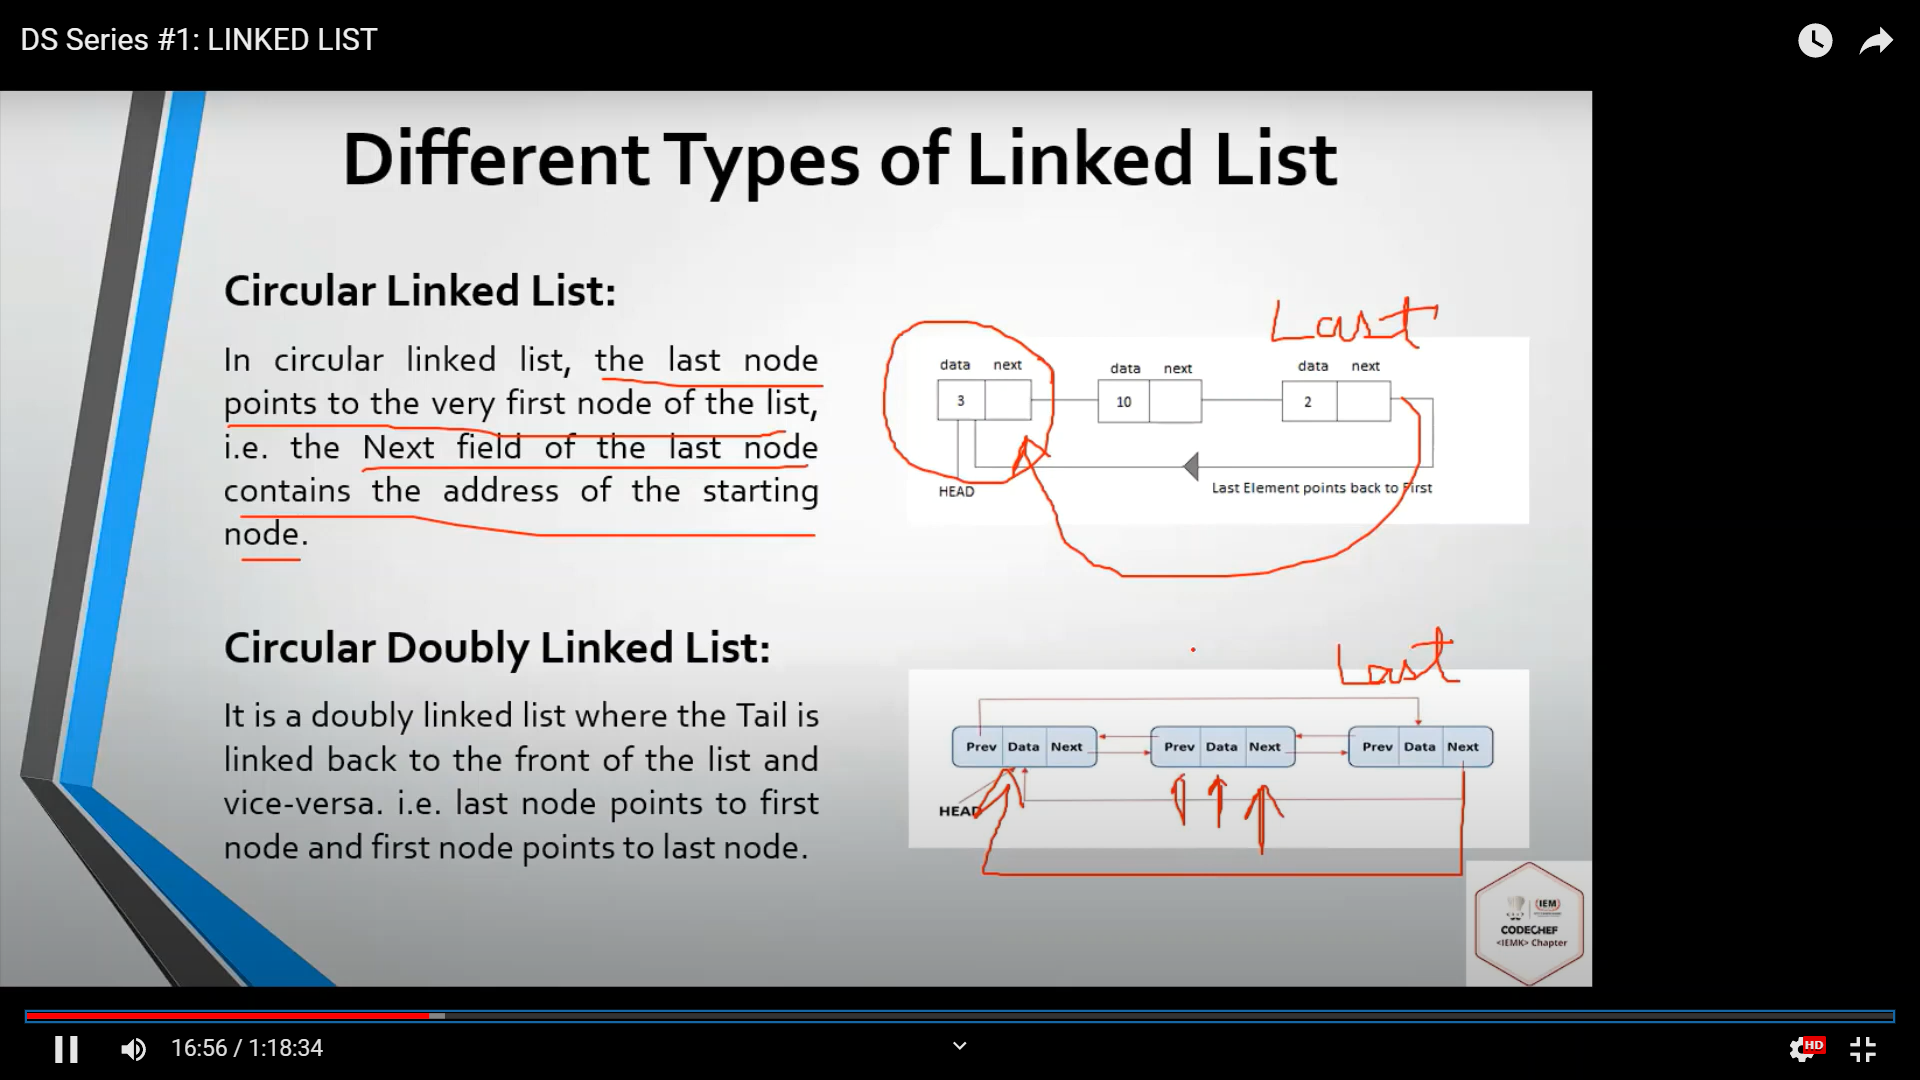 DS Series #1: LINKED LIST
Different Types of Linked List
Circular Linked List:
In circular linked list, the last node
points to the very first node of the list,
i.e. the Next field of the last node
contains the address of the starting
node.
Last
data next data next data next
3 10 2
HEAD
Last Element points back to First
Circular Doubly Linked List:
It is a doubly linked list where the Tail is
linked back to the front of the list and
vice-versa. i.e. last node points to first
node and first node points to last node.
Last
Prev Data Next Prev Data Next Prev Data Next
HEAD
IEM
CODECHEF
<IEMK> Chapter
16:56 / 1:18:34
HD